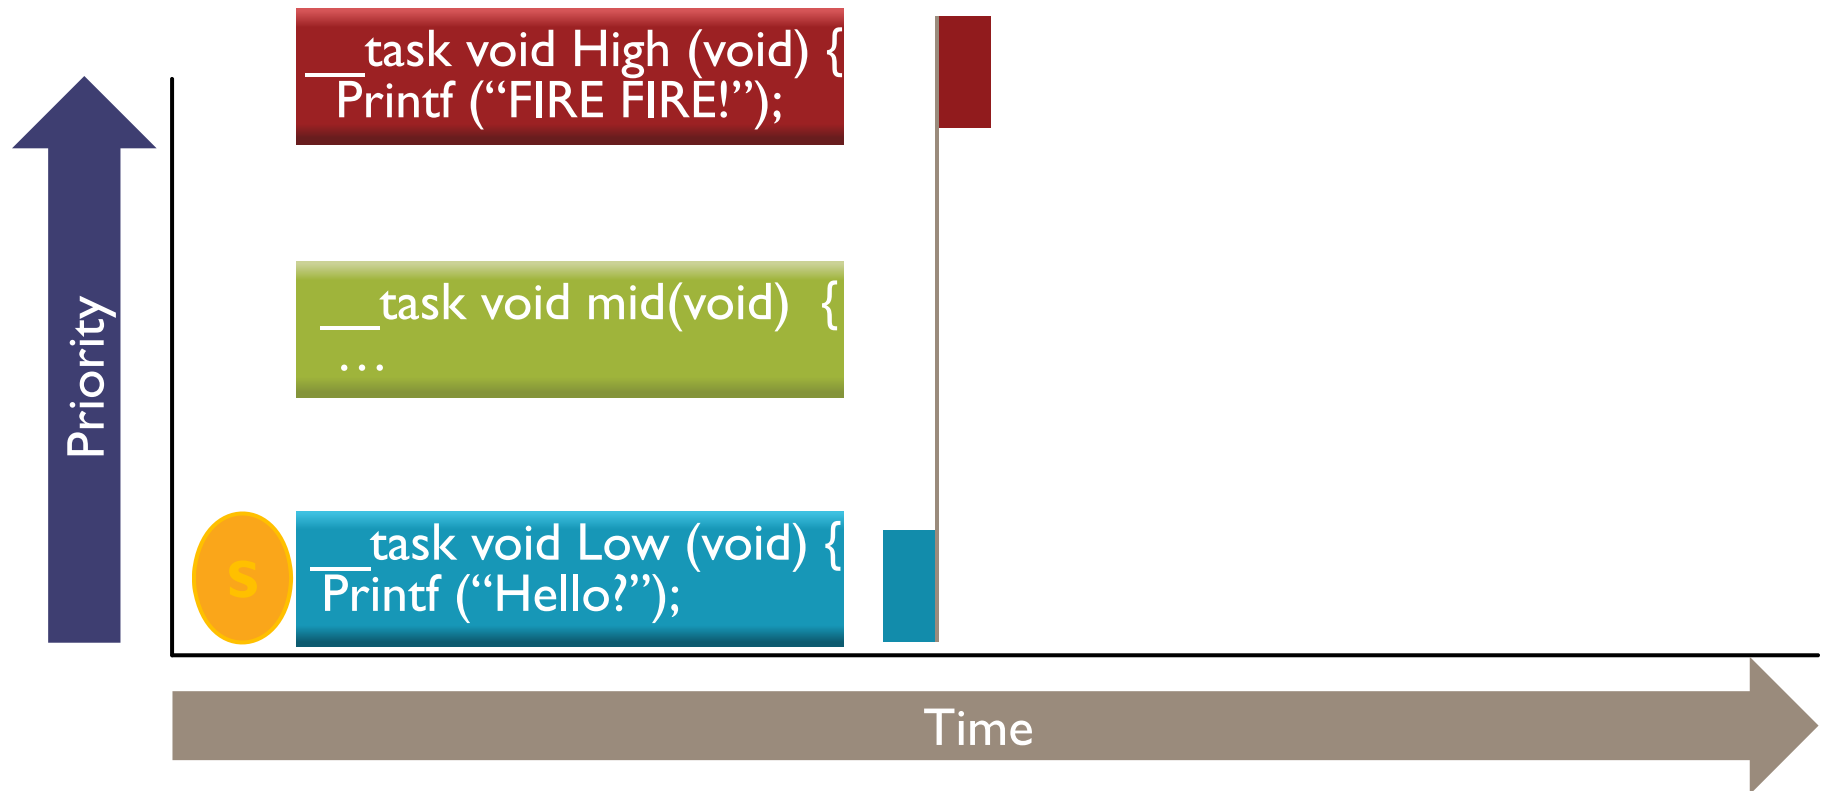 __task void High (void) {
Printf (“FIRE FIRE!”);
__task void mid(void) {
…
s __task void Low (void) {
Printf (“Hello?”);
Priority
Time